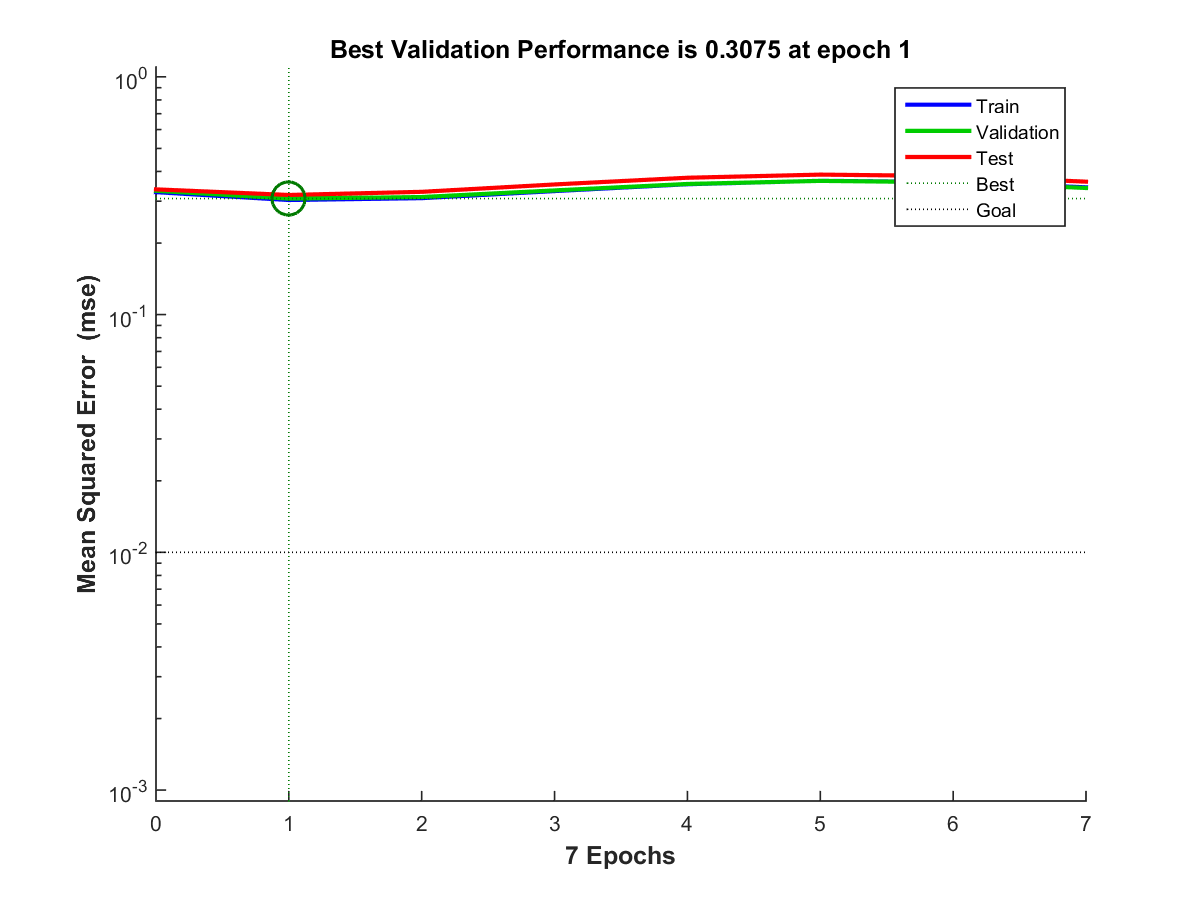 Best Validation Performance is 0.3075 at epoch 1
10^0
10^-1
10^-2
10^-3
Mean Squared Error (mse)
Train
Validation
Test
Best
Goal
0 1 2 3 4 5 6 7
7 Epochs